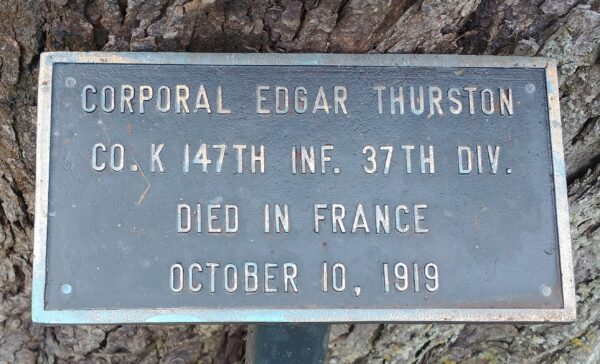 CORPORAL EDGAR THURSTON
CO. K 147TH INF. 37TH DIV.
DIED IN FRANCE
OCTOBER 10, 1919